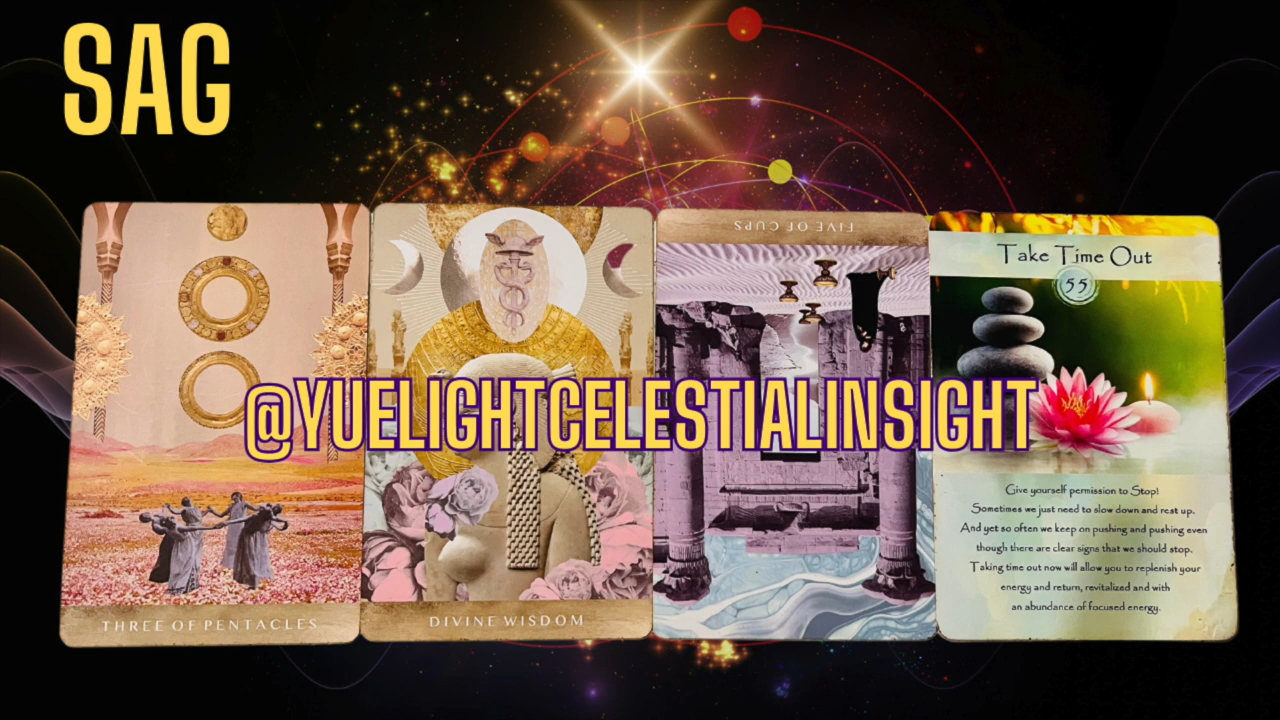 SAG
FIVE OF CUPS
Take Time Out
55
@YUELIGHTCELESTIALINSIGHT
Give yourself permission to Stop!
Sometimes we just need to slow down and rest up.
And yet so often we keep on pushing and pushing even
though there are clear signs that we should stop.
Taking time out now will allow you to replenish your
energy and return, revitalized and with
an abundance of focused energy.
THREE OF PENTACLES
DIVINE WISDOM